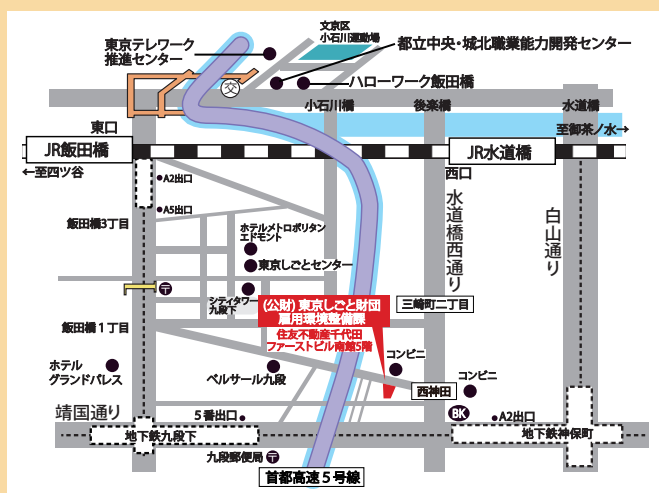 文京区
小石川運動場
東京テレワーク
推進センター
都立中央・城北職業能力開発センター
交
ハローワーク飯田橋
小石川橋
後楽橋
水道橋
東口
至御茶ノ水→
JR飯田橋
JR水道橋
←至四ツ谷
西口
A2出口
A5出口
飯田橋3丁目
水道橋西通り
白山通り
ホテルメトロポリタン
エドモント
東京しごとセンター
シティタワー
九段下
(公財) 東京しごと財団
雇用環境整備課
三崎町二丁目
飯田橋1丁目
住友不動産千代田
ファーストビル南館5階
ホテル
グランドパレス
ベルサール九段
コンビニ
コンビニ
西神田
靖国通り
5番出口
BK
A2出口
地下鉄九段下
地下鉄神保町
九段郵便局
首都高速5号線